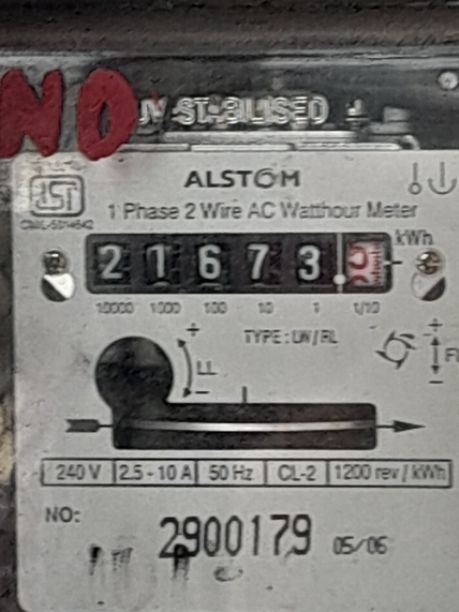 NO
UV STABILISED
ALSTOM
1 Phase 2 Wire AC Watthour Meter
2 1 6 7 3
kWh
10000 1000 100 10 1 1/10
+
TYPE :
LL
+
-
-
240 V 2.5 - 10 A 50 Hz CL-2 1200 rev / kWh
NO:
2900179 05/06